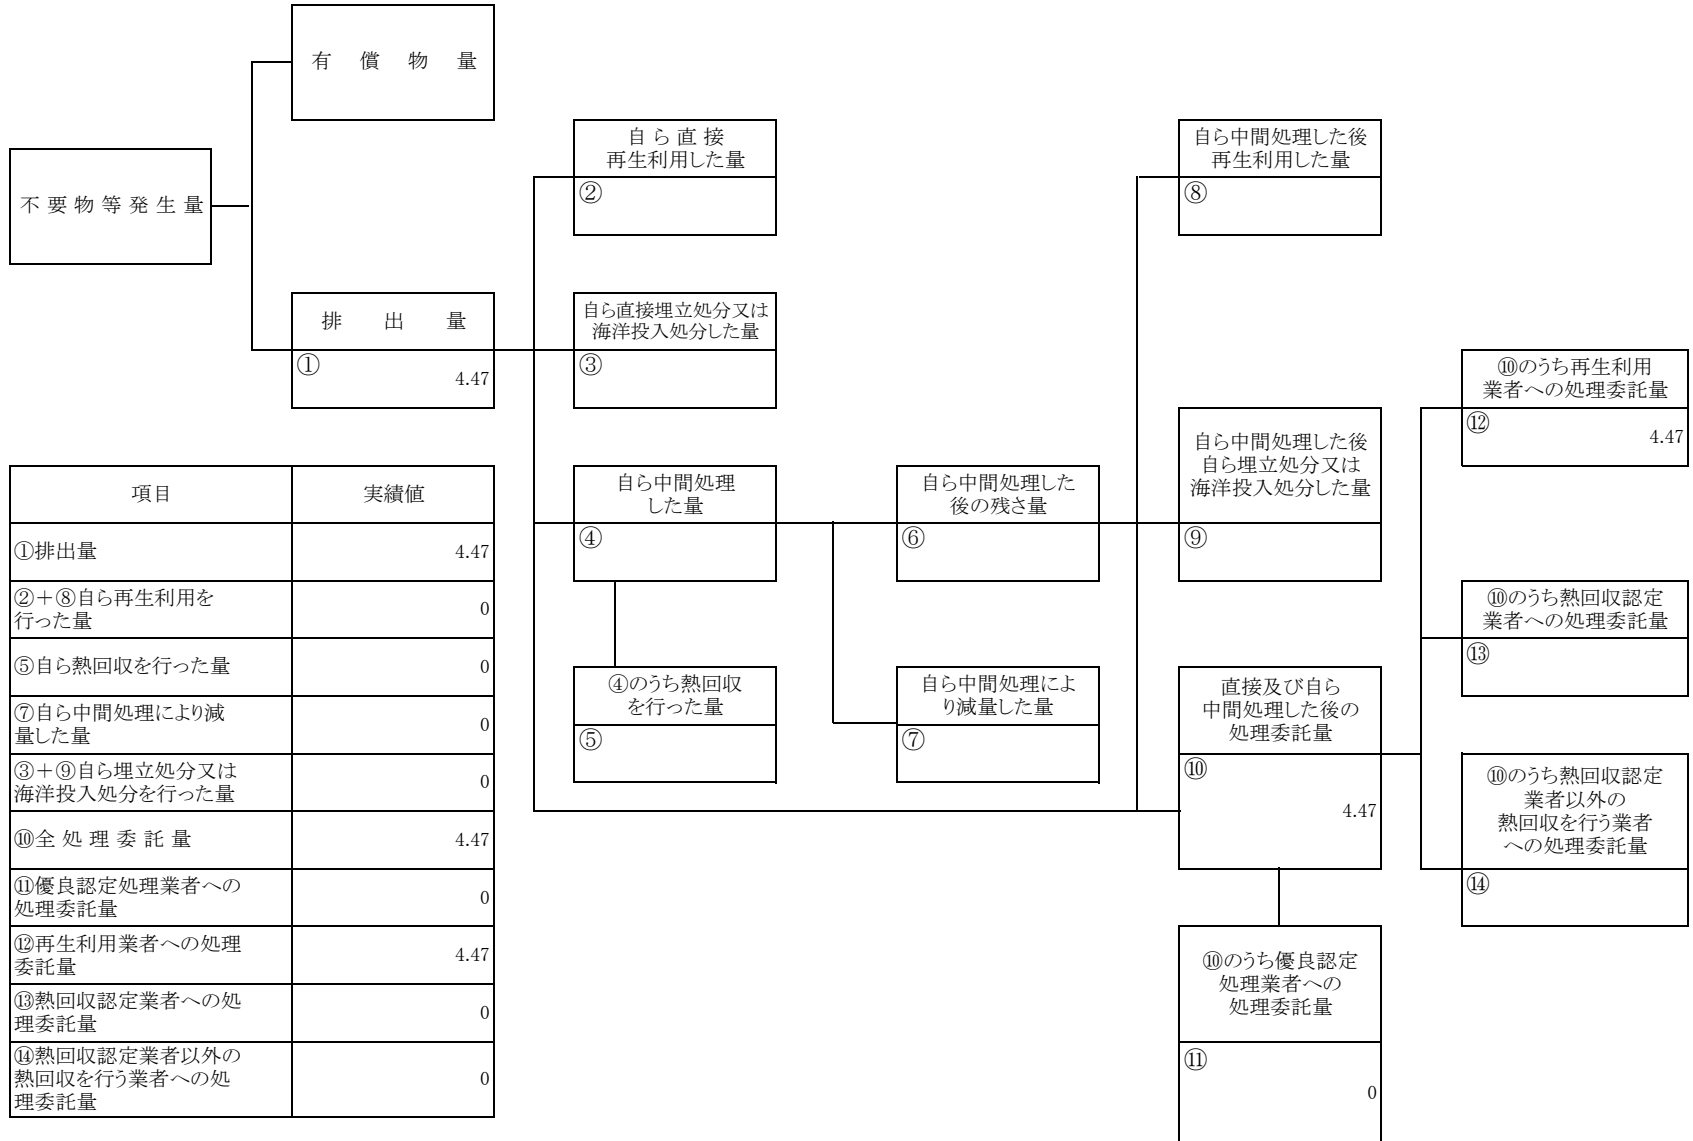 有償物量
自ら直接
再生利用した量
②
自ら中間処理した後
再生利用した量
⑧
不要物等発生量
排出量
①
4.47
自ら直接埋立処分又は
海洋投入処分した量
③
⑩のうち再生利用
業者への処理委託量
⑫
4.47
自ら中間処理
した量
④
自ら中間処理した
後の残さ量
⑥
自ら中間処理した後
自ら埋立処分又は
海洋投入処分した量
⑨
⑩のうち熱回収認定
業者への処理委託量
⑬
④のうち熱回収
を行った量
⑤
自ら中間処理によ
り減量した量
⑦
直接及び自ら
中間処理した後の
処理委託量
⑩
4.47
⑩のうち熱回収認定
業者以外の
熱回収を行う業者
への処理委託量
⑭
⑩のうち優良認定
処理業者への
処理委託量
⑪
0
項目 実績値
①排出量 4.47
②＋⑧自ら再生利用を
行った量 0
⑤自ら熱回収を行った量 0
⑦自ら中間処理により減
量した量 0
③＋⑨自ら埋立処分又は
海洋投入処分を行った量 0
⑩全処理委託量 4.47
⑪優良認定処理業者への
処理委託量 0
⑫再生利用業者への処理
委託量 4.47
⑬熱回収認定業者への処
理委託量 0
⑭熱回収認定業者以外の
熱回収を行う業者への処
理委託量 0